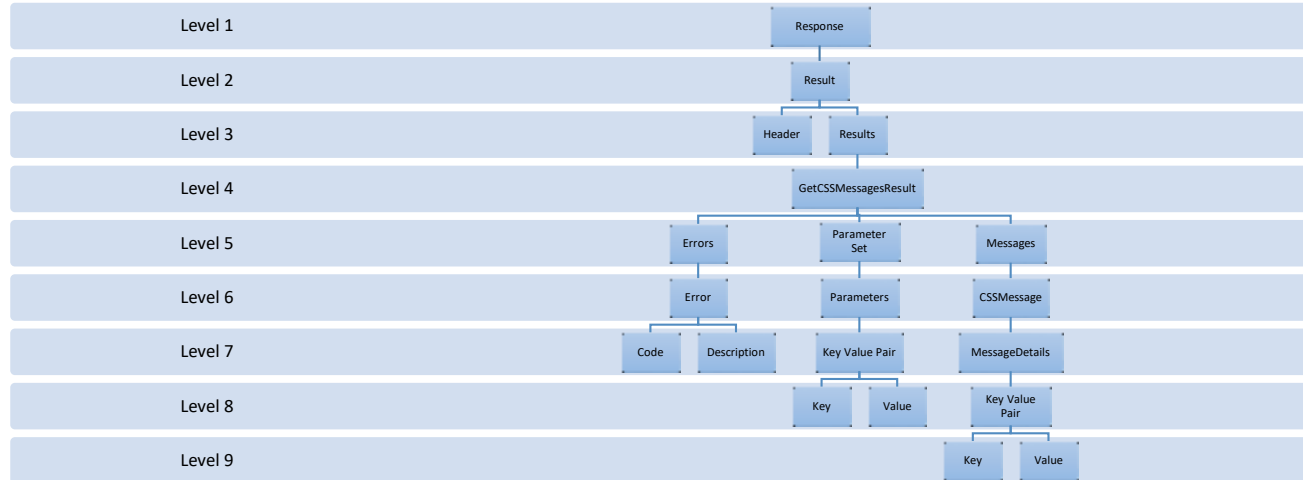 Level 1
Response
Level 2
Result
Level 3
Header
Results
Level 4
GetCSSMessagesResult
Level 5
Errors
Parameter
Set
Messages
Level 6
Error
Parameters
CSSMessage
Level 7
Code
Description
Key Value Pair
MessageDetails
Level 8
Key
Value
Key Value
Pair
Level 9
Key
Value